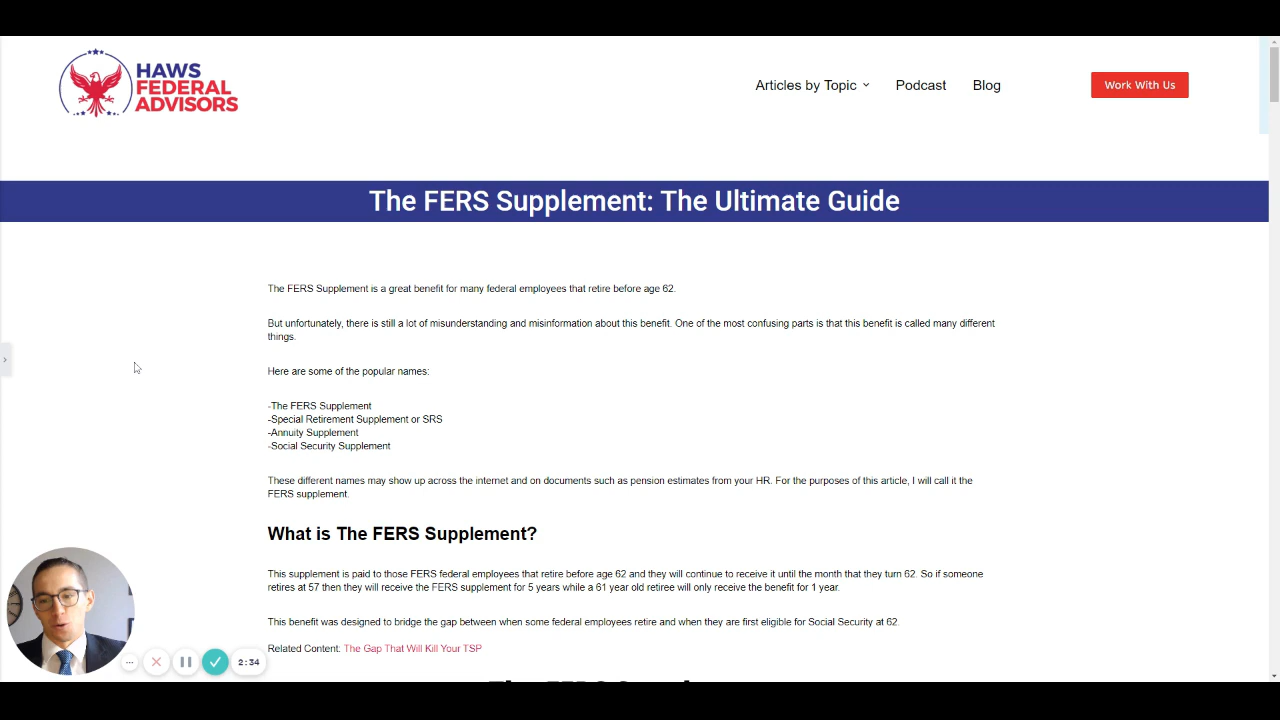 HAWS
FEDERAL
ADVISORS
Articles by Topic
Podcast
Blog
Work With Us
The FERS Supplement: The Ultimate Guide
The FERS Supplement is a great benefit for many federal employees that retire before age 62.
But unfortunately, there is still a lot of misunderstanding and misinformation about this benefit. One of the most confusing parts is that this benefit is called many different
things.
Here are some of the popular names:
-The FERS Supplement
-Special Retirement Supplement or SRS
-Annuity Supplement
-Social Security Supplement
These different names may show up across the internet and on documents such as pension estimates from your HR. For the purposes of this article, I will call it the
FERS supplement.
What is The FERS Supplement?
This supplement is paid to those FERS federal employees that retire before age 62 and they will continue to receive it until the month that they turn 62. So if someone
retires at 57 then they will receive the FERS supplement for 5 years while a 61 year old retiree will only receive the benefit for 1 year.
This benefit was designed to bridge the gap between when some federal employees retire and when they are first eligible for Social Security at 62.
Related Content: The Gap That Will Kill Your TSP
2:34